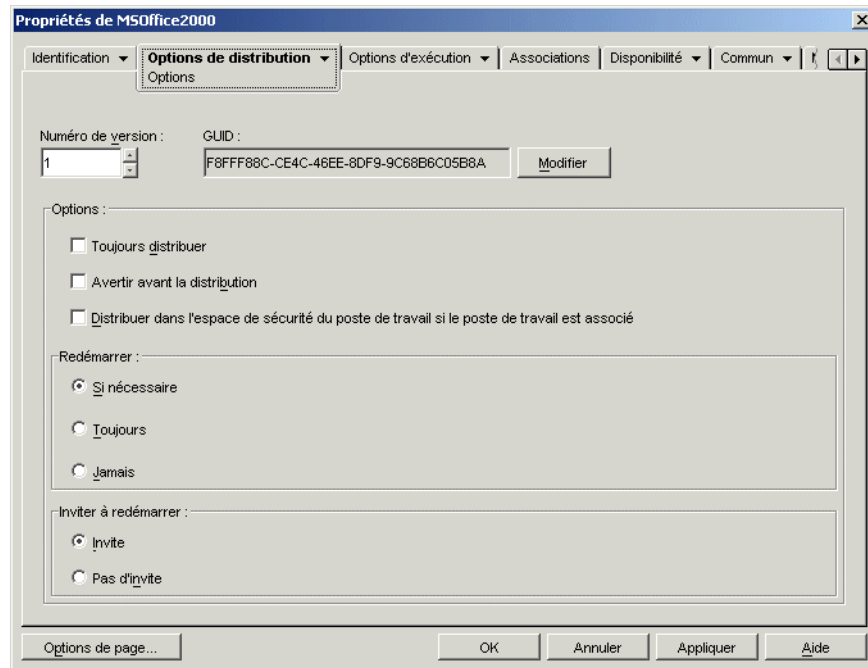 Propriétés de MSOffice2000
Identification Options de distribution Options d'exécution Associations Disponibilité Commun
Options
Numéro de version : GUID :
1 F8FFF88C-CE4C-46EE-8DF9-9C68B6C05B8A Modifier
Options :
Toujours distribuer
Avertir avant la distribution
Distribuer dans l'espace de sécurité du poste de travail si le poste de travail est associé
Redémarrer :
Si nécessaire
Toujours
Jamais
Inviter à redémarrer :
Invite
Pas d'invite
Options de page... OK Annuler Appliquer Aide